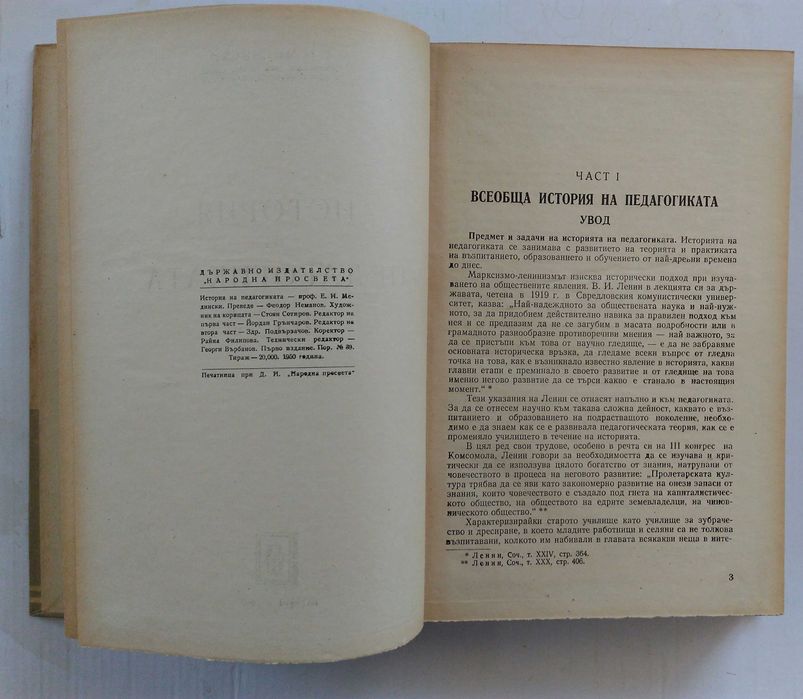 ДЪРЖАВНО ИЗДАТЕЛСТВО
„НАРОДНА ПРОСВЕТА“
История на педагогиката — проф. Е. Н. Ме-
дински. Преведе — Феодор Неманов. Худож-
ник на корицата — Стоян Сотиров. Редактор на
първа част — Йордан Грънчаров. Редактор на
втора част — Здр. Подвързачов. Коректор —
Райна Филипова. Технически редактор —
Георги Върбанов. Първо издание. Пор. № 89.
Тираж — 20,000. 1950 година.
Печатница при Д. И. „Народна просвета“
ЧАСТ I
ВСЕОБЩА ИСТОРИЯ НА ПЕДАГОГИКАТА
УВОД
Предмет и задачи на историята на педагогиката. Историята на
педагогиката се занимава с развитието на теорията и практиката
на възпитанието, образованието и обучението от най-древни времена
до днес.
Марксизмо-ленинизмът изисква исторически подход при изуча-
ването на обществените явления. В. И. Ленин в лекцията си за дър-
жавата, четена в 1919 г. в Свредловския комунистически универ-
ситет, казва: „Най-надеждното за обществената наука и най-нуж-
ното, за да придобием действително навика за правилен подход към
нея и се предпазим да не се загубим в масата подробности или в
грамадното разнообразие противоречиви мнения — най важното, за
да се пристъпи към това от научно гледище, — е да не забравяме
основната историческа връзка, да гледаме всеки въпрос от гледна
точка на това, как е възникнало известно явление в историята, какви
главни етапи е преминало в своето развитие и от гледище на това
именно негово развитие да се търси какво е станало в настоящия
момент.“ *
Тези указания на Ленин се отнасят напълно и към педагогиката.
За да се отнесем научно към такава сложна дейност, каквато е въз-
питанието и образованието на подрастващото поколение, необхо-
димо е да знаем как се е развивала педагогическата теория, как се е
променяло училището в течение на историята.
В цял ред свои трудове, особено в речта си на III конгрес на
Комсомола, Ленин говори за необходимостта да се изучава и кри-
тически да се използува цялото богатство от знания, натрупани от
човечеството в процеса на неговото развитие: „Пролетарската кул-
тура трябва да се яви като закономерно развитие на онези запаси от
знания, които човечеството е създало под гнета на капиталистиче-
ското общество, на обществото на едрите земевладелци, на чинов-
ническото общество.“ **
Характеризирайки старото училище като училище за зубраче-
ство и дресиране, в което младите работници и селяни са не толкова
възпитавани, колкото им набивали в главата всякакви неща в инте-
* Ленин, Соч., т. XXIV, стр. 364.
** Ленин, Соч., т. XXX, стр. 406.
3